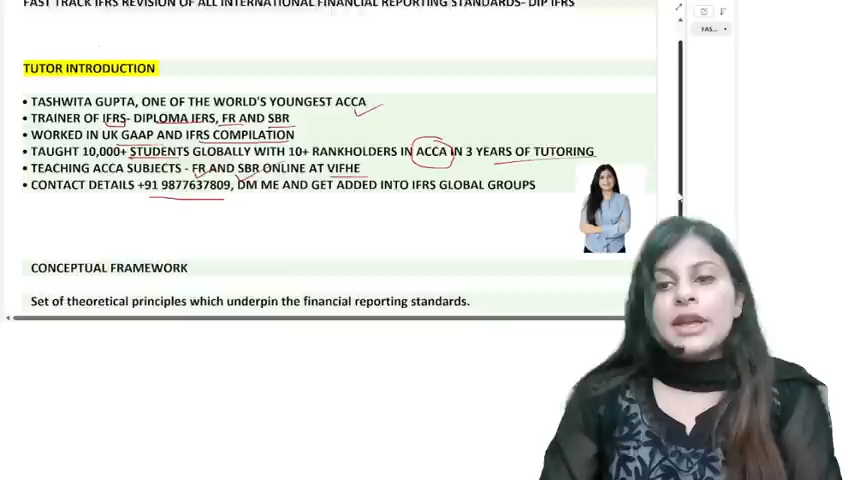 FAST TRACK IFRS REVISION OF ALL INTERNATIONAL FINANCIAL REPORTING STANDARDS- DIP IFRS
FAS...
TUTOR INTRODUCTION
• TASHWITA GUPTA, ONE OF THE WORLD'S YOUNGEST ACCA
• TRAINER OF IFRS- DIPLOMA IFRS, FR AND SBR
• WORKED IN UK GAAP AND IFRS COMPILATION
• TAUGHT 10,000+ STUDENTS GLOBALLY WITH 10+ RANKHOLDERS IN ACCA IN 3 YEARS OF TUTORING
• TEACHING ACCA SUBJECTS - FR AND SBR ONLINE AT VIFHE
• CONTACT DETAILS +91 9877637809, DM ME AND GET ADDED INTO IFRS GLOBAL GROUPS
CONCEPTUAL FRAMEWORK
Set of theoretical principles which underpin the financial reporting standards.